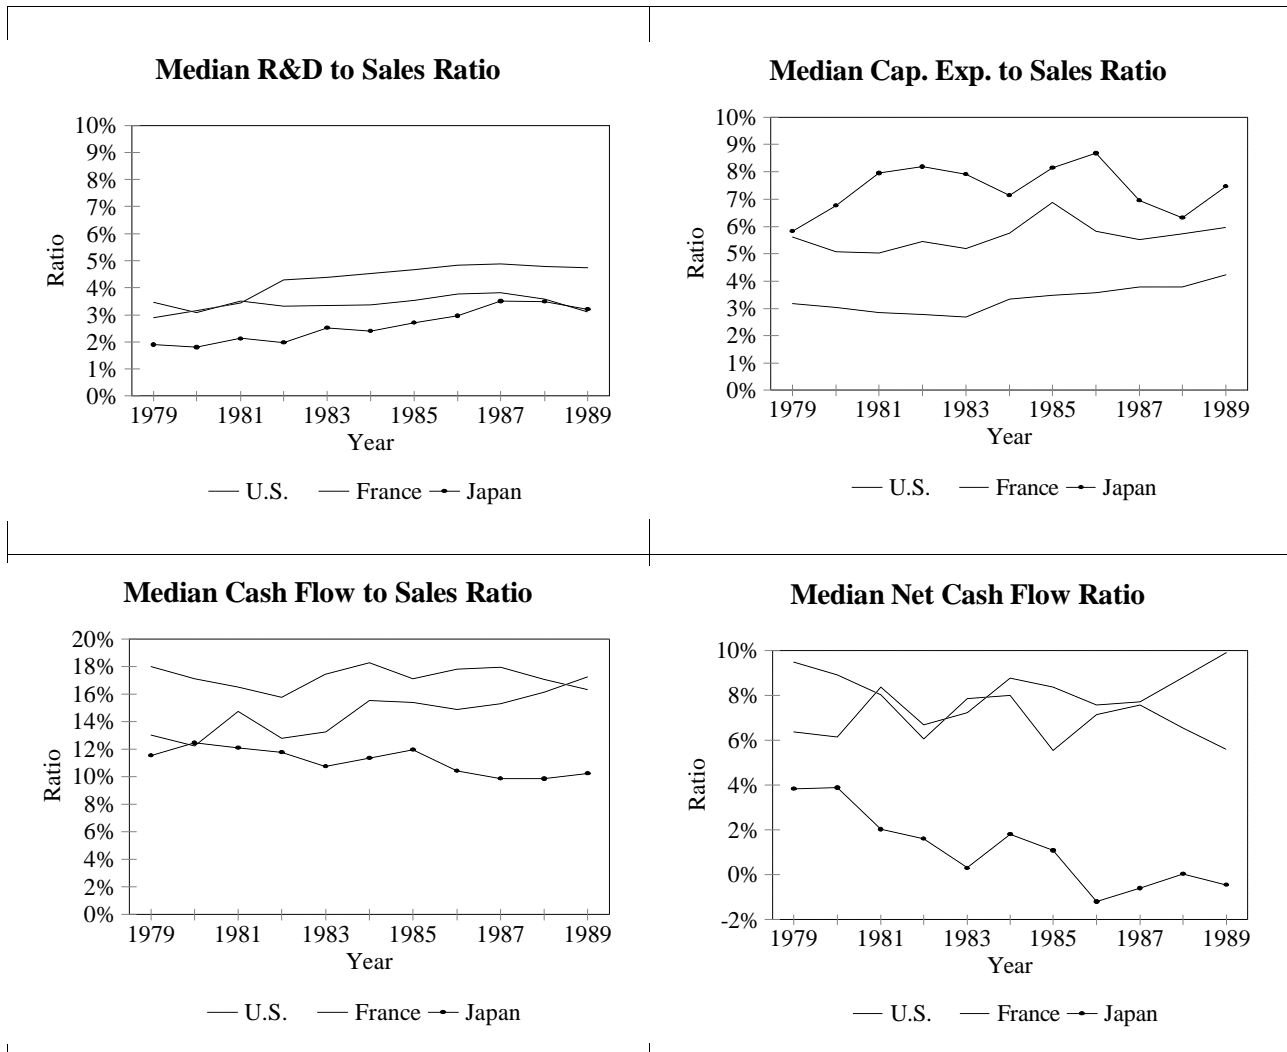 Median R&D to Sales Ratio
10%
9%
8%
7%
6%
5%
4%
3%
2%
1%
0%
Ratio
1979 1981 1983 1985 1987 1989
Year
U.S. France Japan
Median Cap. Exp. to Sales Ratio
10%
9%
8%
7%
6%
5%
4%
3%
2%
1%
0%
Ratio
1979 1981 1983 1985 1987 1989
Year
U.S. France Japan
Median Cash Flow to Sales Ratio
20%
18%
16%
14%
12%
10%
8%
6%
4%
2%
0%
Ratio
1979 1981 1983 1985 1987 1989
Year
U.S. France Japan
Median Net Cash Flow Ratio
10%
8%
6%
4%
2%
0%
-2%
Ratio
1979 1981 1983 1985 1987 1989
Year
U.S. France Japan